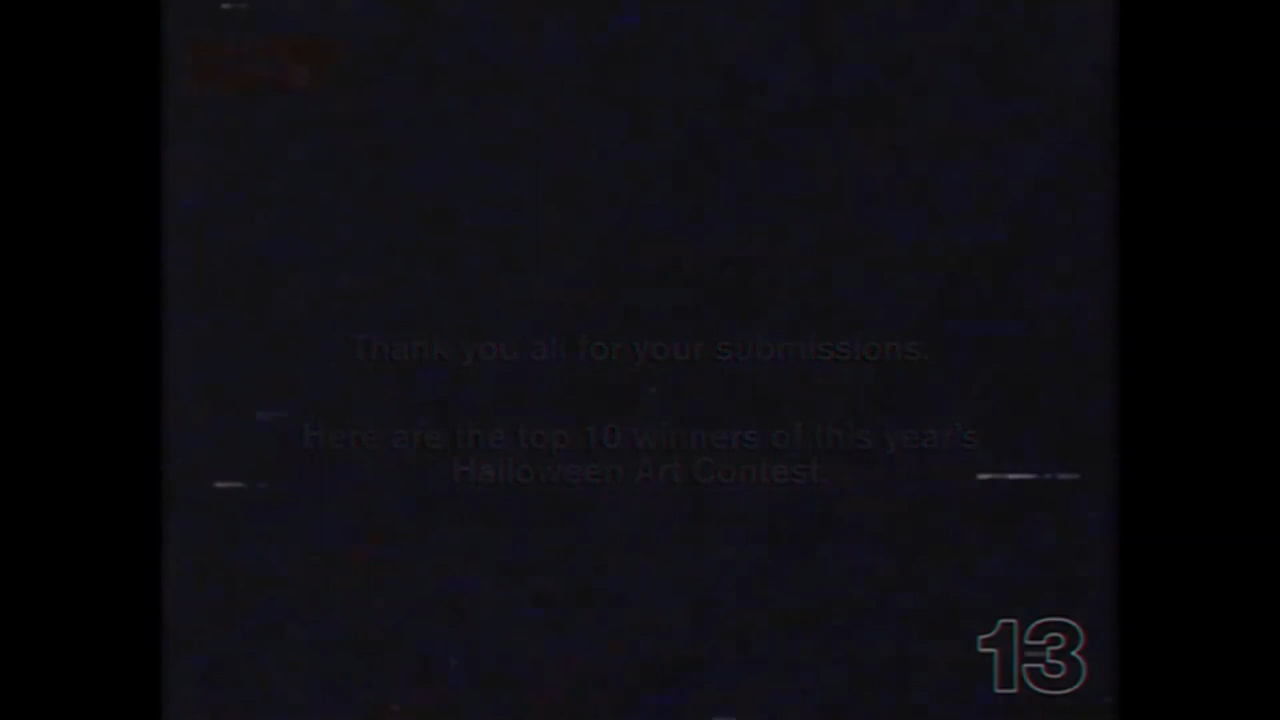 Thank you all for your submissions.
Here are the top 10 winners of this year's
Halloween Art Contest.
13